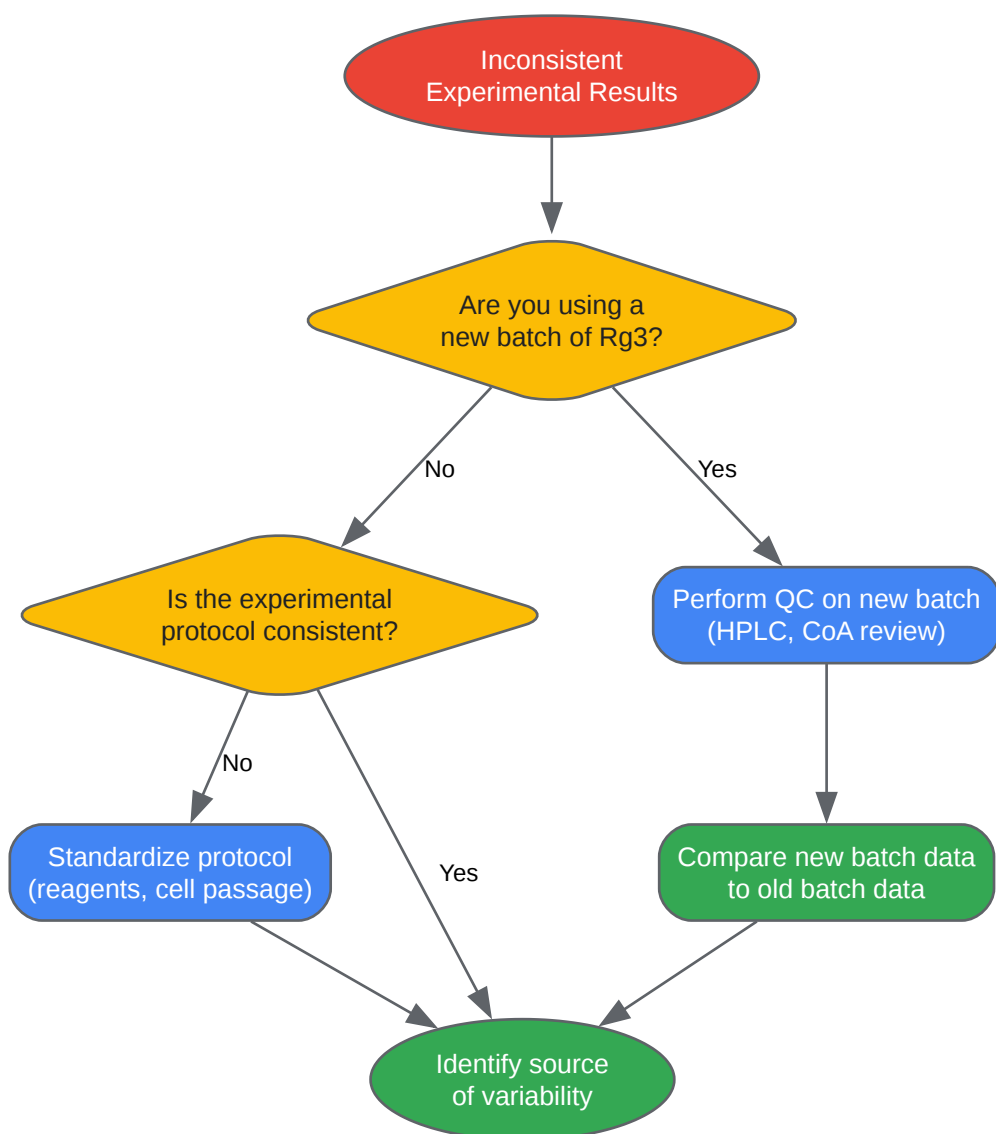 Inconsistent
Experimental Results
Are you using a
new batch of Rg3?
No
Yes
Is the experimental
protocol consistent?
Perform QC on new batch
(HPLC, CoA review)
No
Yes
Standardize protocol
(reagents, cell passage)
Compare new batch data
to old batch data
Identify source
of variability